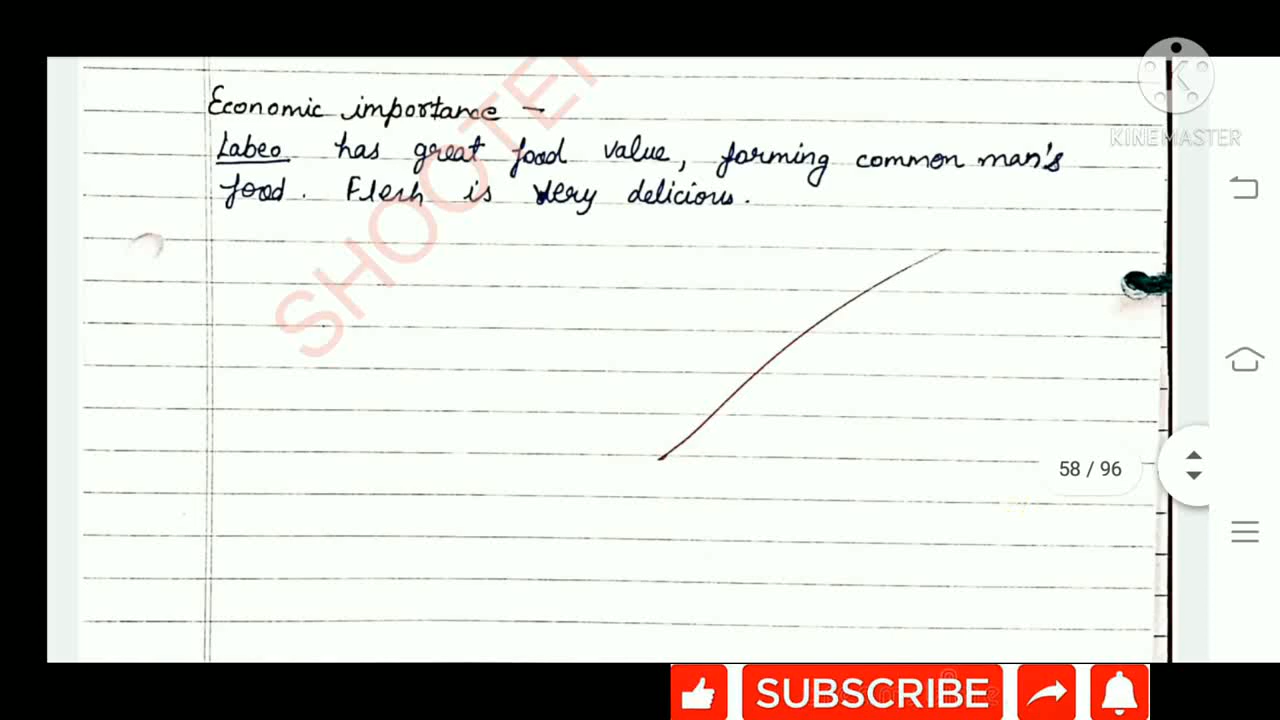 KINEMASTER
Economic importance –
Labeo has great food value, forming common man's
food. Flesh is very delicious.
SHOOTER
58 / 96
SUBSCRIBE